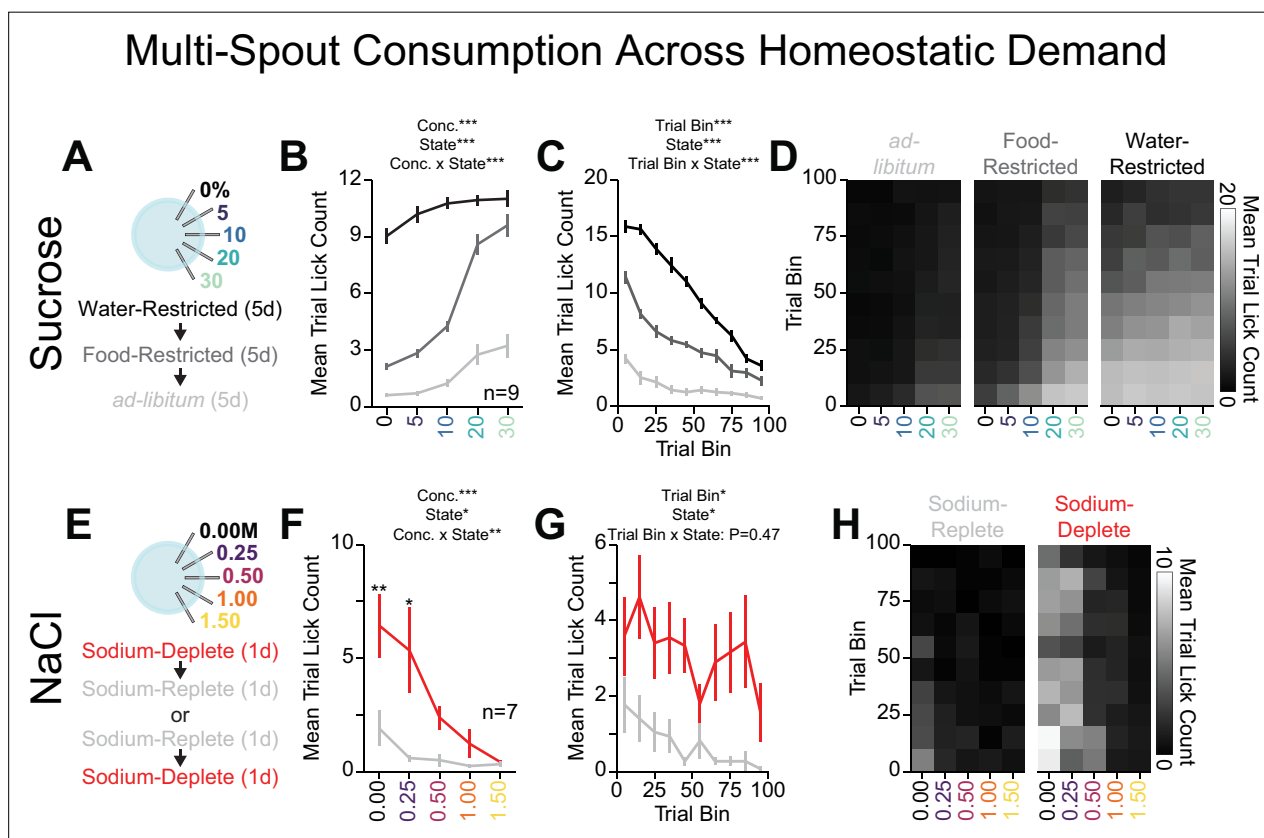 Multi-Spout Consumption Across Homeostatic Demand
Sucrose
A
0%
5
10
20
30
Water-Restricted (5d)
Food-Restricted (5d)
ad-libitum (5d)
B
Conc.***
State***
Conc. x State***
Mean Trial Lick Count
12
9
6
3
0
n=9
0 5 10 20 30
C
Trial Bin***
State***
Trial Bin x State***
Mean Trial Lick Count
20
15
10
5
0
0 25 50 75 100
Trial Bin
D
ad-
libitum
Food-
Restricted
Water-
Restricted
Trial Bin
100
75
50
25
0
0 5 10 20 30
0 5 10 20 30
0 5 10 20 30
20
0
Mean Trial Lick Count
NaCl
E
0.00M
0.25
0.50
1.00
1.50
Sodium-Deplete (1d)
Sodium-Replete (1d)
or
Sodium-Replete (1d)
Sodium-Deplete (1d)
F
Conc.***
State*
Conc. x State**
Mean Trial Lick Count
10
5
0
**
*
n=7
0.00 0.25 0.50 1.00 1.50
G
Trial Bin*
State*
Trial Bin x State: P=0.47
Mean Trial Lick Count
6
4
2
0
0 25 50 75 100
Trial Bin
H
Sodium-
Replete
Sodium-
Deplete
Trial Bin
100
75
50
25
0
0.00 0.25 0.50 1.00 1.50
0.00 0.25 0.50 1.00 1.50
10
0
Mean Trial Lick Count